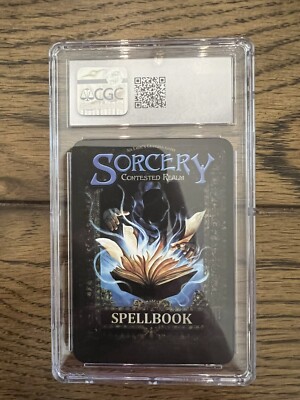 CGC
SORCERY
CONTESTED REALM
SPELLBOOK